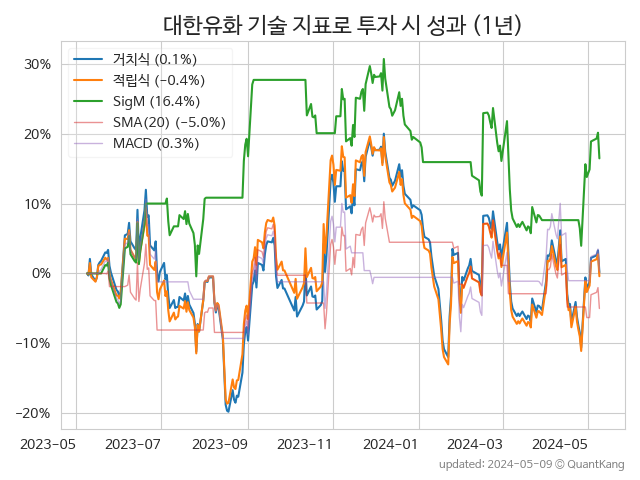 대한유화 기술 지표로 투자 시 성과 (1년)
거치식 (0.1%)
적립식 (−0.4%)
SigM (16.4%)
SMA(20) (−5.0%)
MACD (0.3%)
30%
20%
10%
0%
−10%
−20%
2023-05 2023-07 2023-09 2023-11 2024-01 2024-03 2024-05
updated: 2024-05-09 © QuantKang